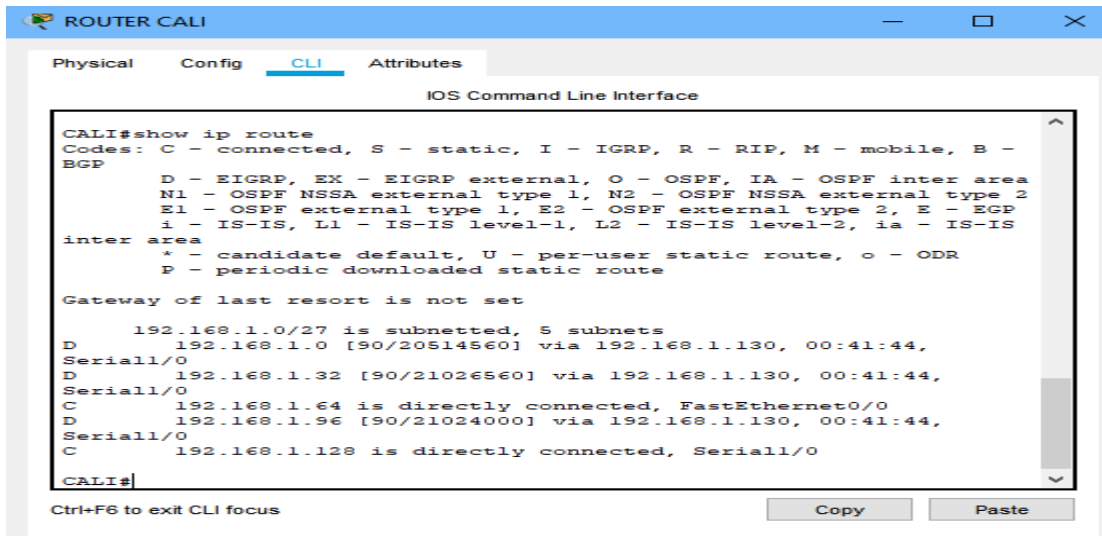 ROUTER CALI
Physical Config CLI Attributes
IOS Command Line Interface
CALI#show ip route
Codes: C - connected, S - static, I - IGRP, R - RIP, M - mobile, B -
BGP
D - EIGRP, EX - EIGRP external, O - OSPF, IA - OSPF inter area
N1 - OSPF NSSA external type 1, N2 - OSPF NSSA external type 2
E1 - OSPF external type 1, E2 - OSPF external type 2, E - EGP
i - IS-IS, L1 - IS-IS level-1, L2 - IS-IS level-2, ia - IS-IS
inter area
* - candidate default, U - per-user static route, o - ODR
P - periodic downloaded static route
Gateway of last resort is not set
192.168.1.0/27 is subnetted, 5 subnets
D 192.168.1.0 [90/20514560] via 192.168.1.130, 00:41:44,
Serial1/0
D 192.168.1.32 [90/21026560] via 192.168.1.130, 00:41:44,
Serial1/0
C 192.168.1.64 is directly connected, FastEthernet0/0
D 192.168.1.96 [90/21024000] via 192.168.1.130, 00:41:44,
Serial1/0
C 192.168.1.128 is directly connected, Serial1/0
CALI#
Ctrl+F6 to exit CLI focus
Copy Paste